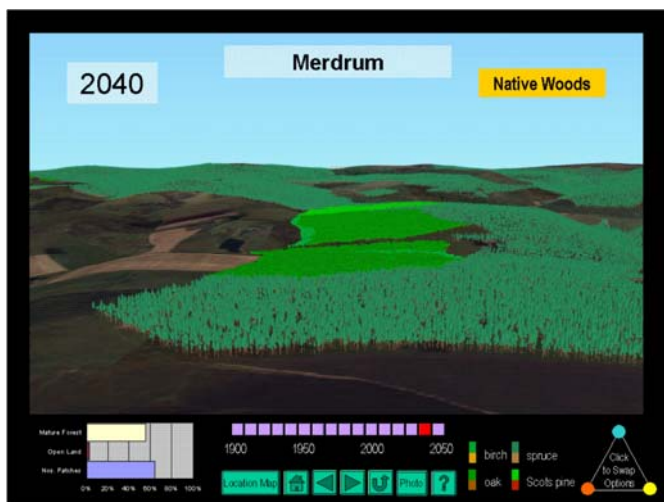 Merdrum
2040
Native Woods
Mature Forest
Open Land
Nos. Patches
0% 20% 40% 60% 80% 100%
1900 1950 2000 2050
Location Map
Photo
?
birch
spruce
oak
Scots pine
Click
to Swap
Options